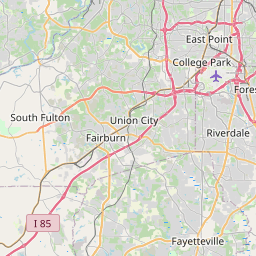 East Point
College Park
Fores
South Fulton
Union City
Riverdale
Fairburn
I 85
Fayetteville